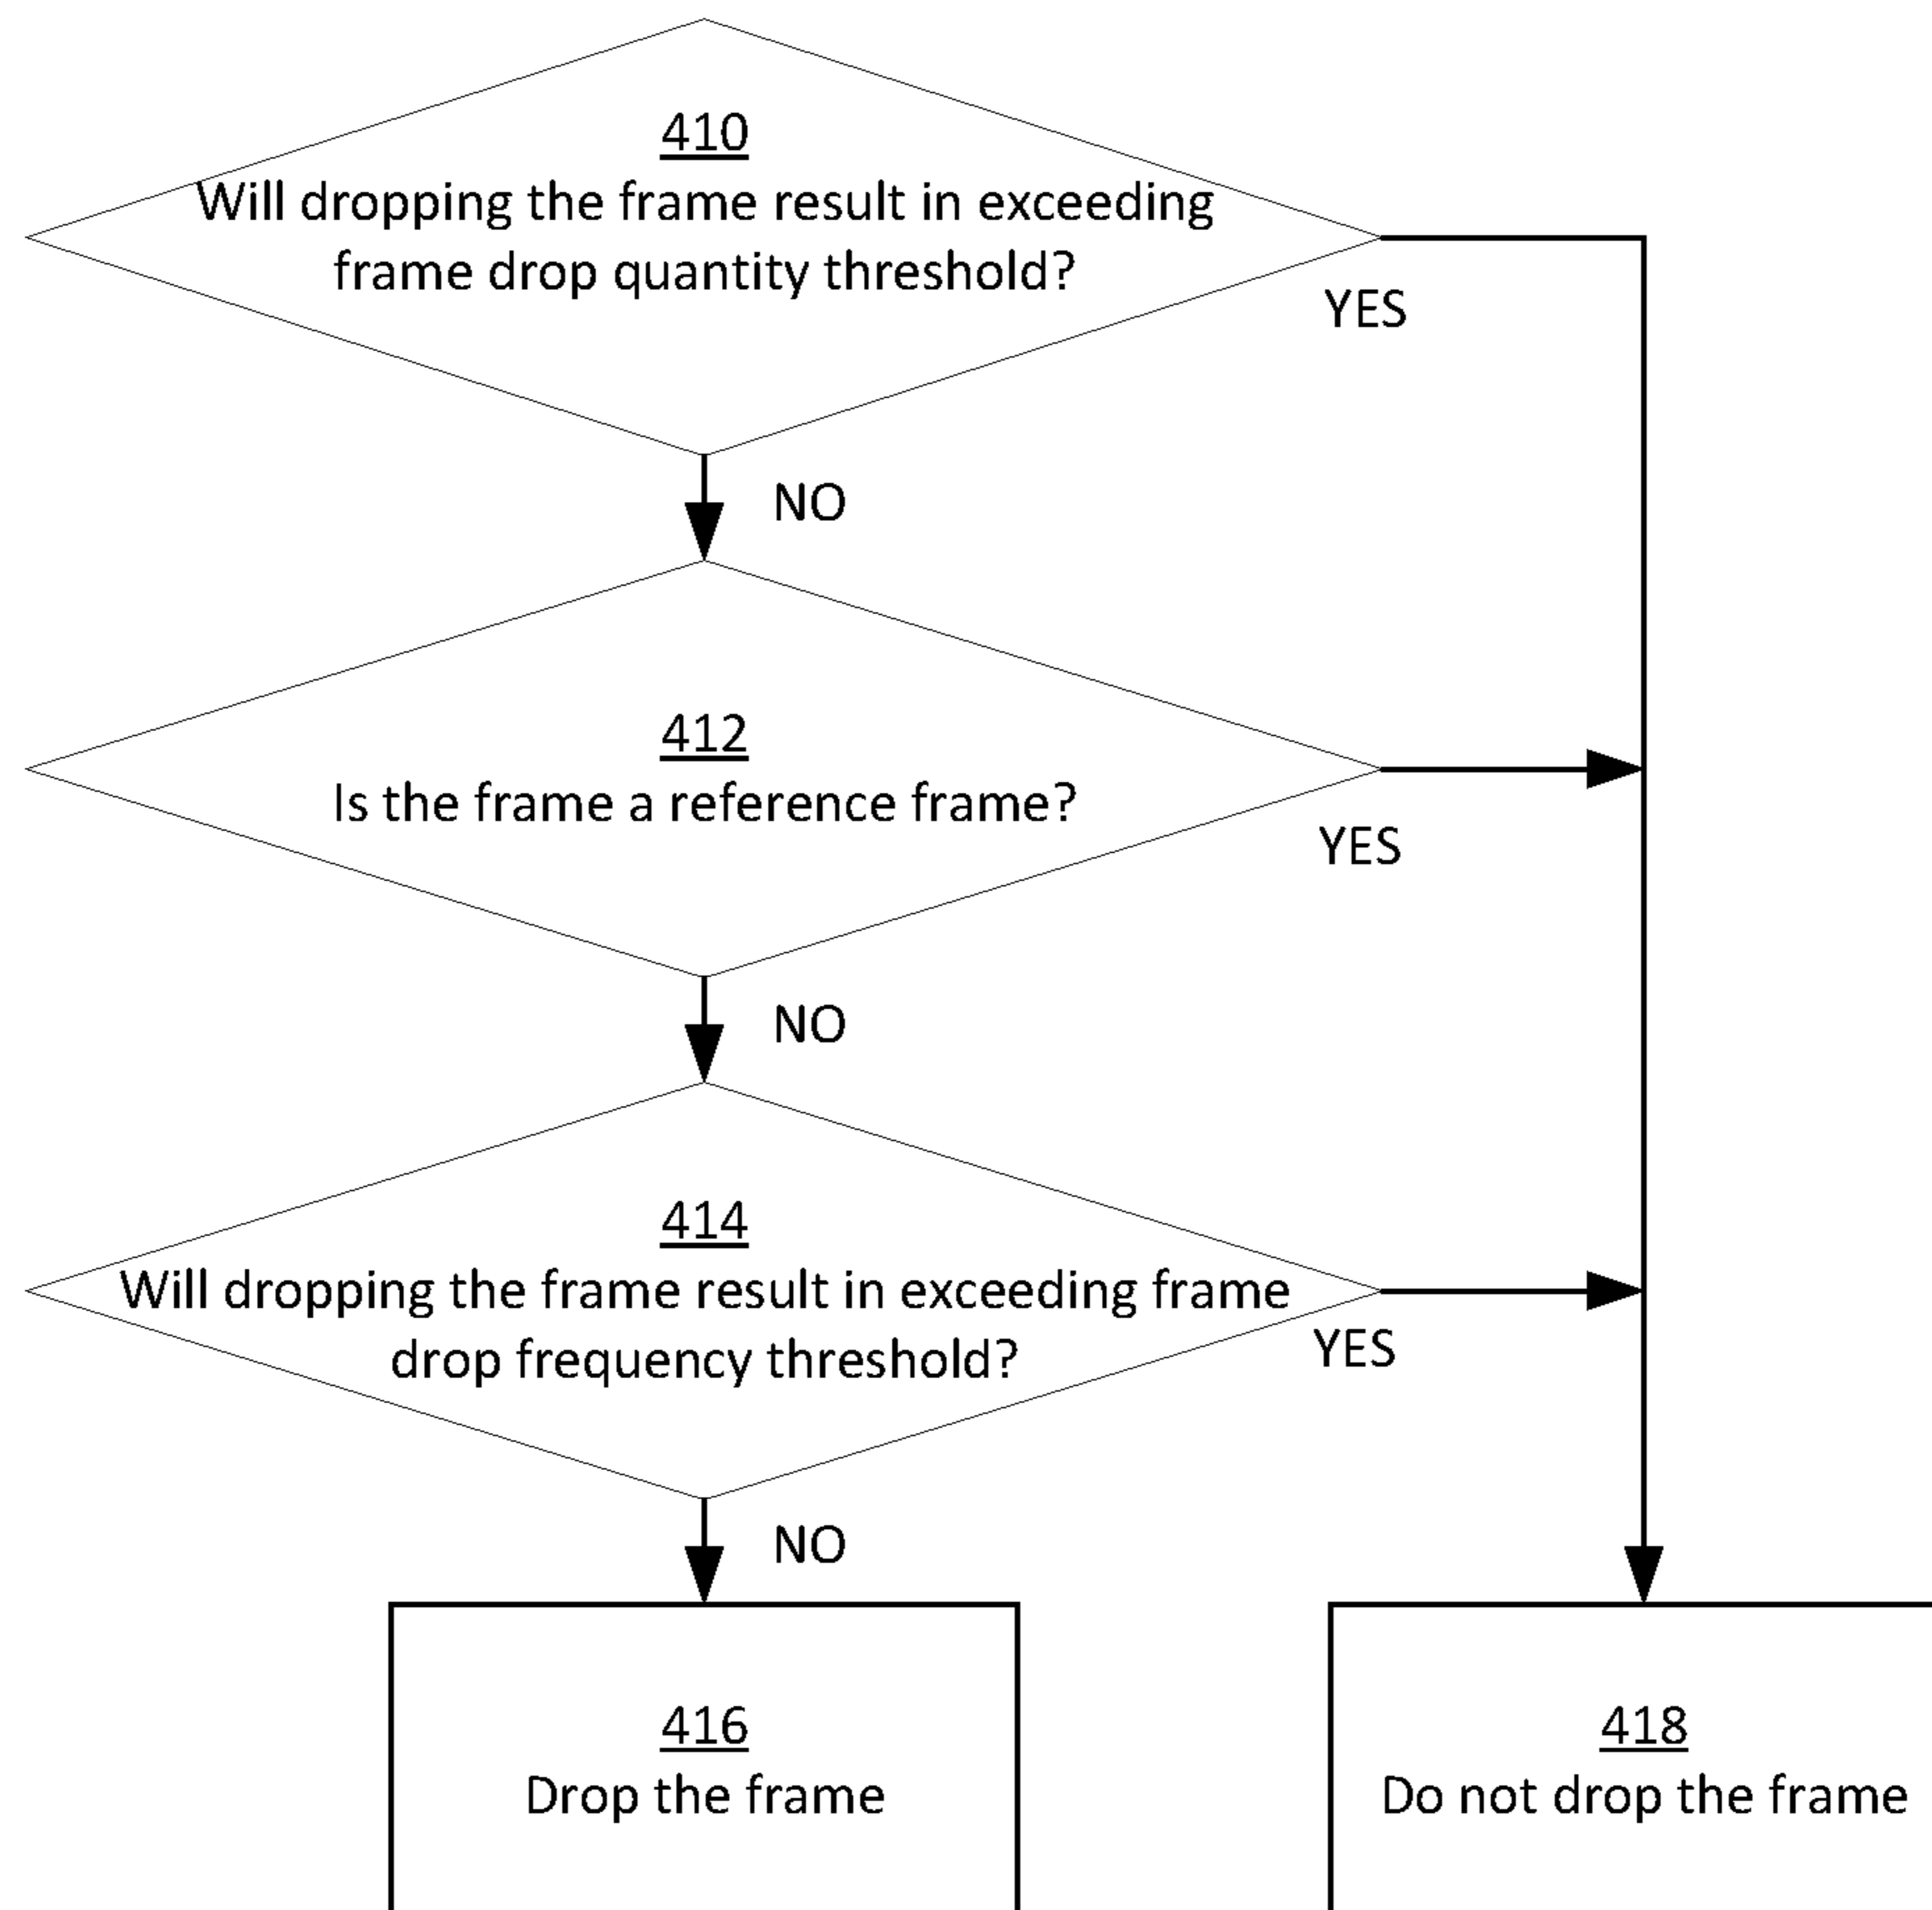 410
Will dropping the frame result in exceeding
frame drop quantity threshold?
YES
NO
412
Is the frame a reference frame?
YES
NO
414
Will dropping the frame result in exceeding frame
drop frequency threshold?
YES
NO
416
Drop the frame
418
Do not drop the frame